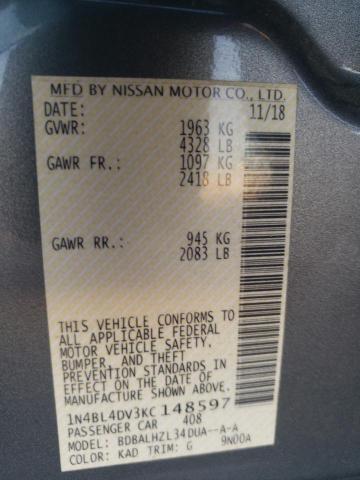 MFD BY NISSAN MOTOR CO., LTD.
DATE: 11/18
GVWR: 1963 KG
4328 LB
GAWR FR.: 1097 KG
2418 LB
GAWR RR.: 945 KG
2083 LB
THIS VEHICLE CONFORMS TO
ALL APPLICABLE FEDERAL
MOTOR VEHICLE SAFETY,
BUMPER, AND THEFT
PREVENTION STANDARDS IN
EFFECT ON THE DATE OF
MANUFACTURE SHOWN ABOVE.
1N4BL4DV3KC148597
PASSENGER CAR 408
MODEL: BDBALHZL34DUA--A-A
COLOR: KAD TRIM: G 9N00A